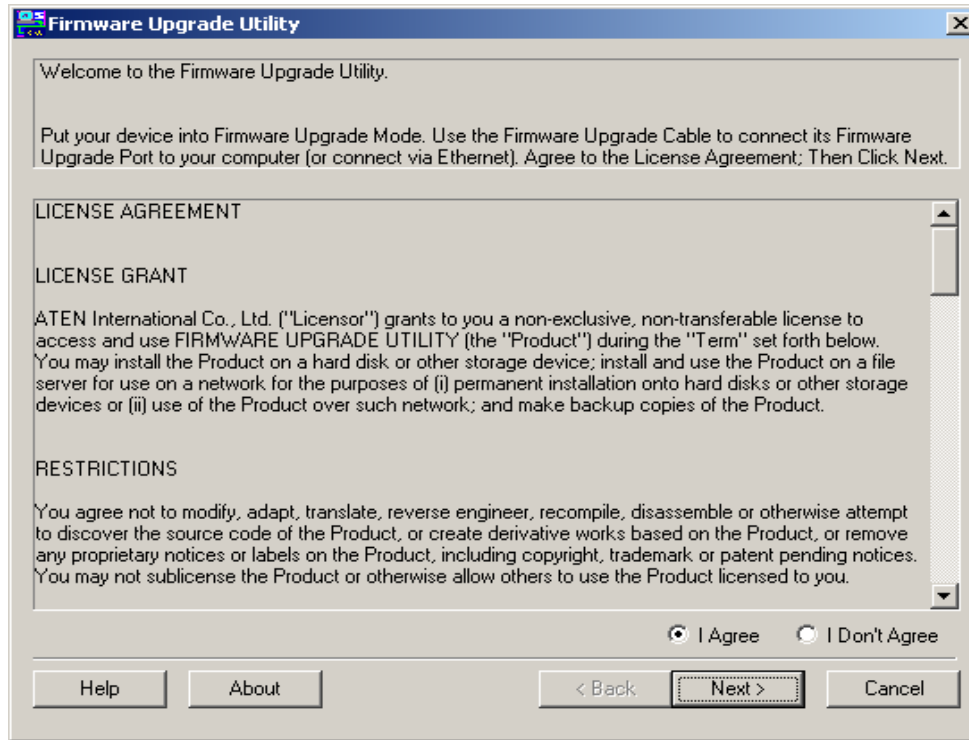 Firmware Upgrade Utility
Welcome to the Firmware Upgrade Utility.
Put your device into Firmware Upgrade Mode. Use the Firmware Upgrade Cable to connect its Firmware
Upgrade Port to your computer (or connect via Ethernet). Agree to the License Agreement; Then Click Next.
LICENSE AGREEMENT
LICENSE GRANT
ATEN International Co., Ltd. ("Licensor") grants to you a non-exclusive, non-transferable license to
access and use FIRMWARE UPGRADE UTILITY (the "Product") during the "Term" set forth below.
You may install the Product on a hard disk or other storage device; install and use the Product on a file
server for use on a network for the purposes of (i) permanent installation onto hard disks or other storage
devices or (ii) use of the Product over such network; and make backup copies of the Product.
RESTRICTIONS
You agree not to modify, adapt, translate, reverse engineer, recompile, disassemble or otherwise attempt
to discover the source code of the Product, or create derivative works based on the Product, or remove
any proprietary notices or labels on the Product, including copyright, trademark or patent pending notices.
You may not sublicense the Product or otherwise allow others to use the Product licensed to you.
I Agree I Don't Agree
Help About < Back Next > Cancel